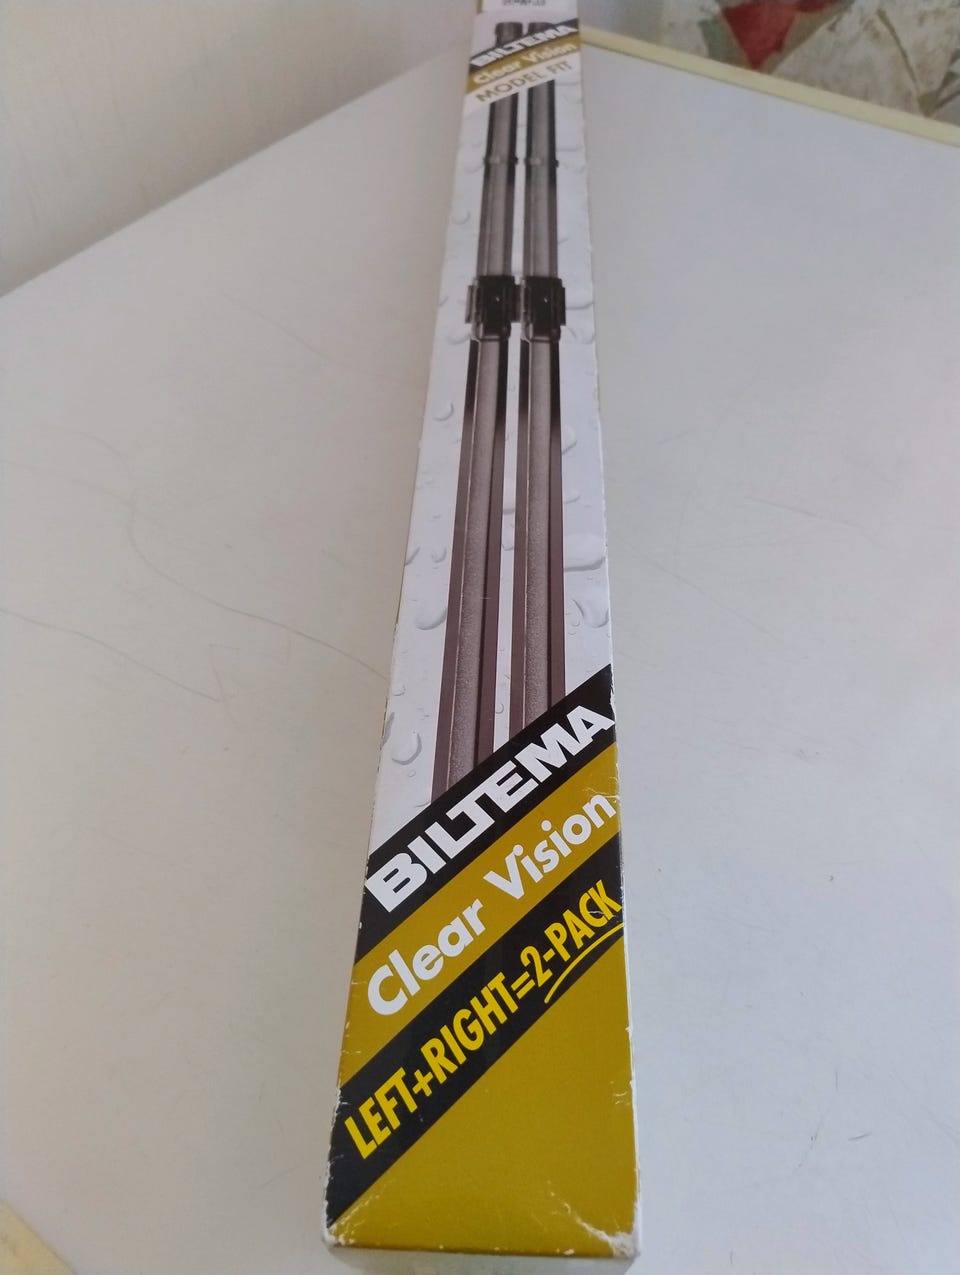 BILTEMA
Clear Vision
MODEL FIT
BILTEMA
Clear Vision
LEFT+RIGHT=2-PACK